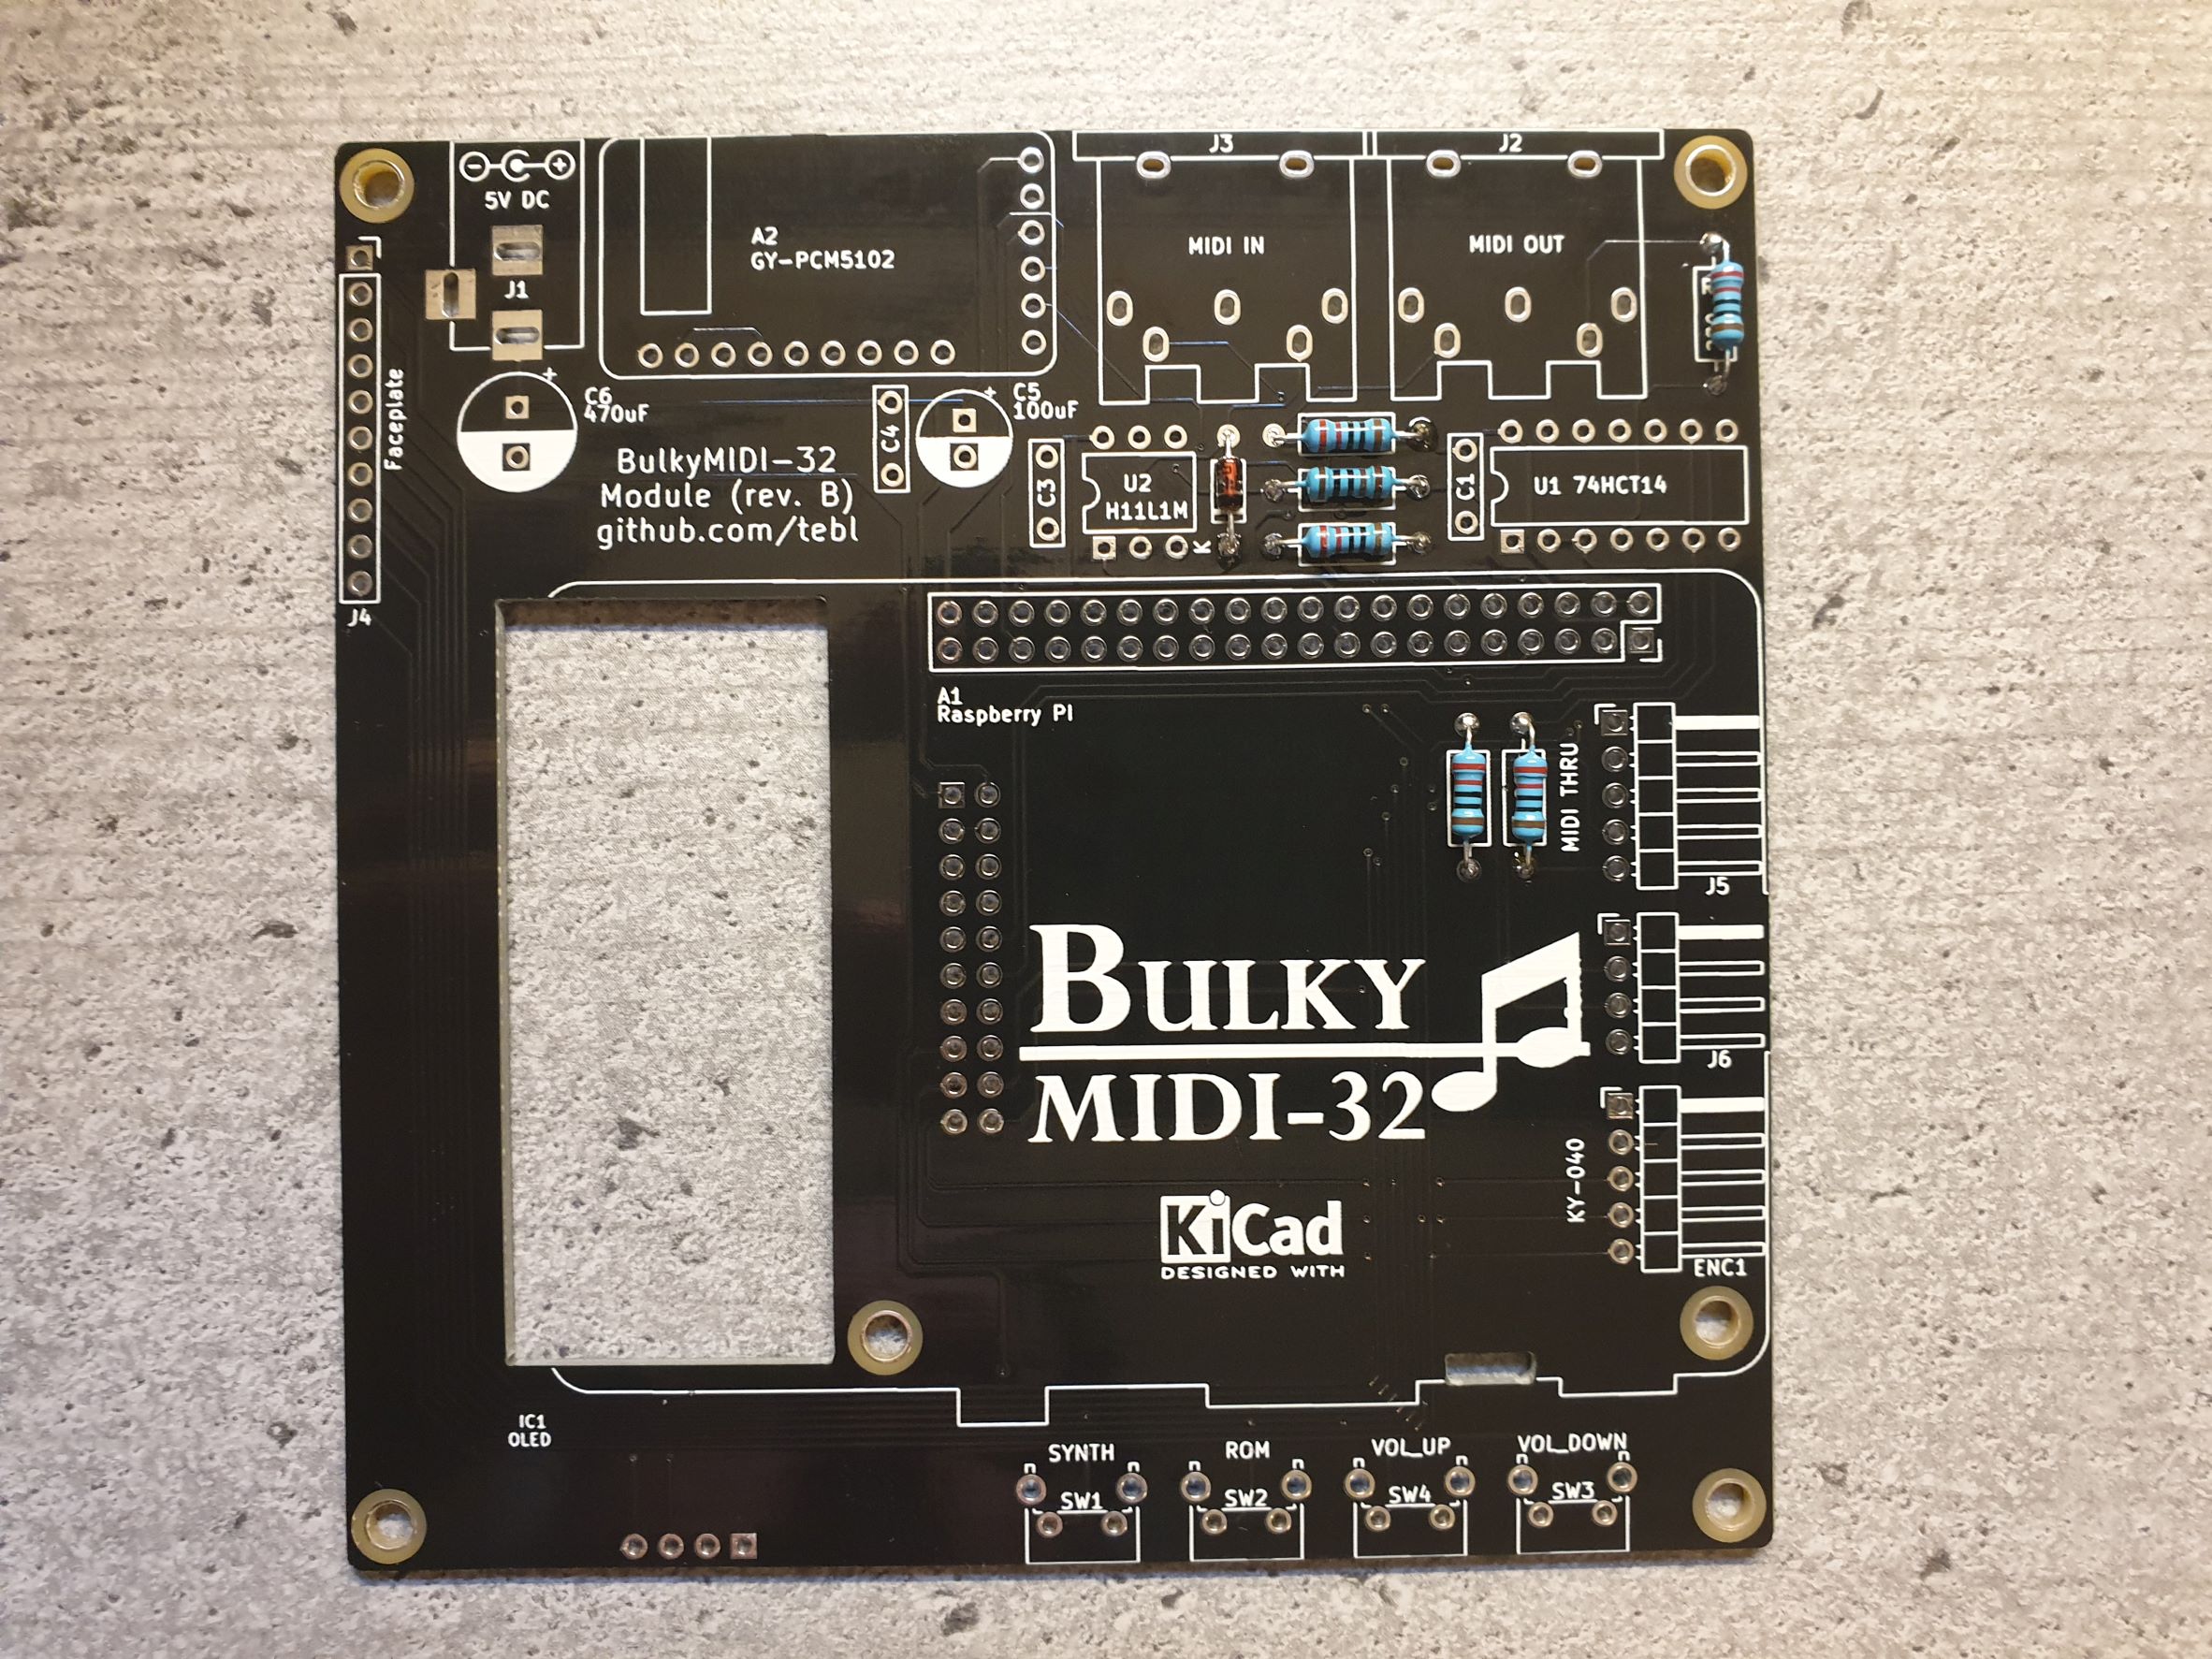 J3
J2
5V DC
A2
GY-PCM5102
MIDI IN
MIDI OUT
J1
Faceplate
C6
470uF
C5
100uF
C4
BulkyMIDI-32
Module (rev. B)
github.com/tebl
C3
U2
H11L1M
K
C1
U1 74HCT14
J4
A1
Raspberry PI
MIDI THRU
J5
BULKY
MIDI-32
J6
KY-040
KiCad
DESIGNED WITH
ENC1
IC1
OLED
SYNTH
ROM
VOL_UP
VOL_DOWN
SW1
SW2
SW4
SW3